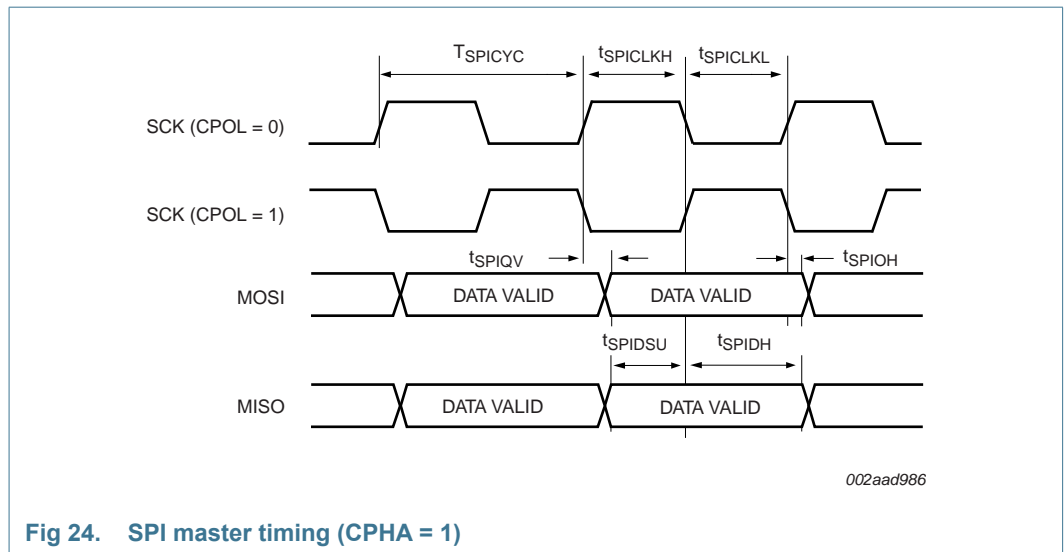 TSPICYC tSPICLKH tSPICLKL
SCK (CPOL = 0)
SCK (CPOL = 1)
tSPIQV tSPIOH
MOSI DATA VALID DATA VALID
tSPIDSU tSPIDH
MISO DATA VALID DATA VALID
002aad986
Fig 24. SPI master timing (CPHA = 1)